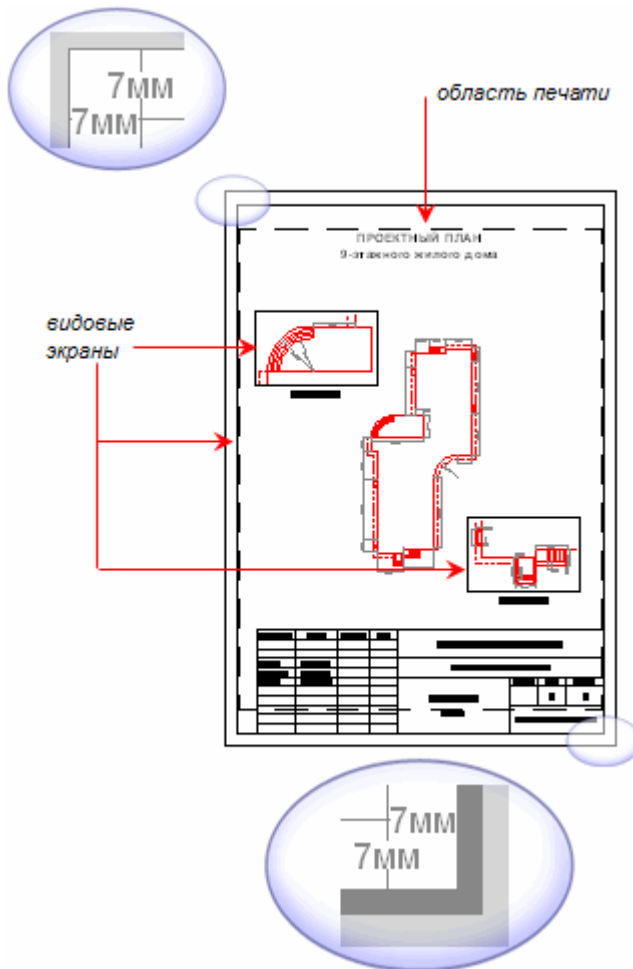 7мм
7мм
область печати
ПРОЕКТНЫЙ ПЛАН
9-этажного жилого дома
видовые
экраны
7мм
7мм